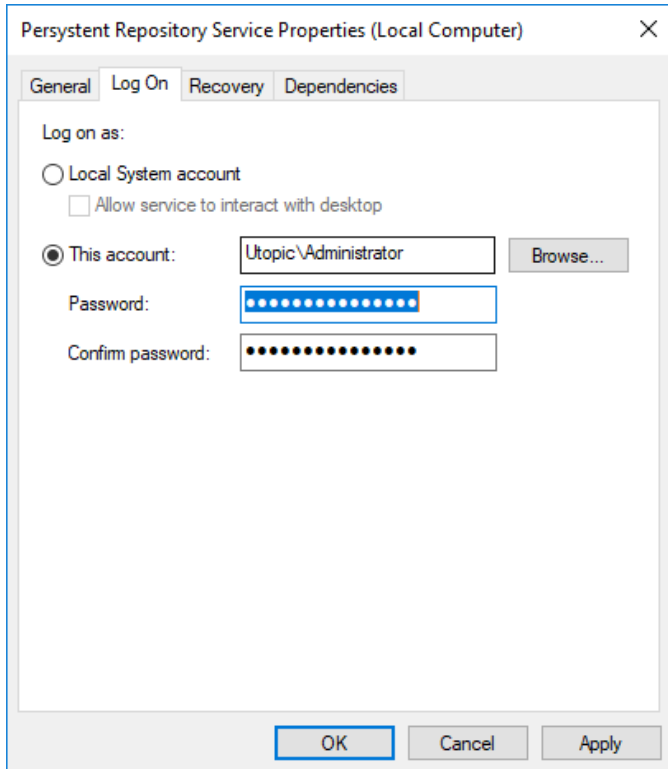 Persystent Repository Service Properties (Local Computer)
General Log On Recovery Dependencies
Log on as:
Local System account
Allow service to interact with desktop
This account: Utopic\Administrator Browse...
Password: ●●●●●●●●●●●●●●●
Confirm password: ●●●●●●●●●●●●●●●
OK Cancel Apply